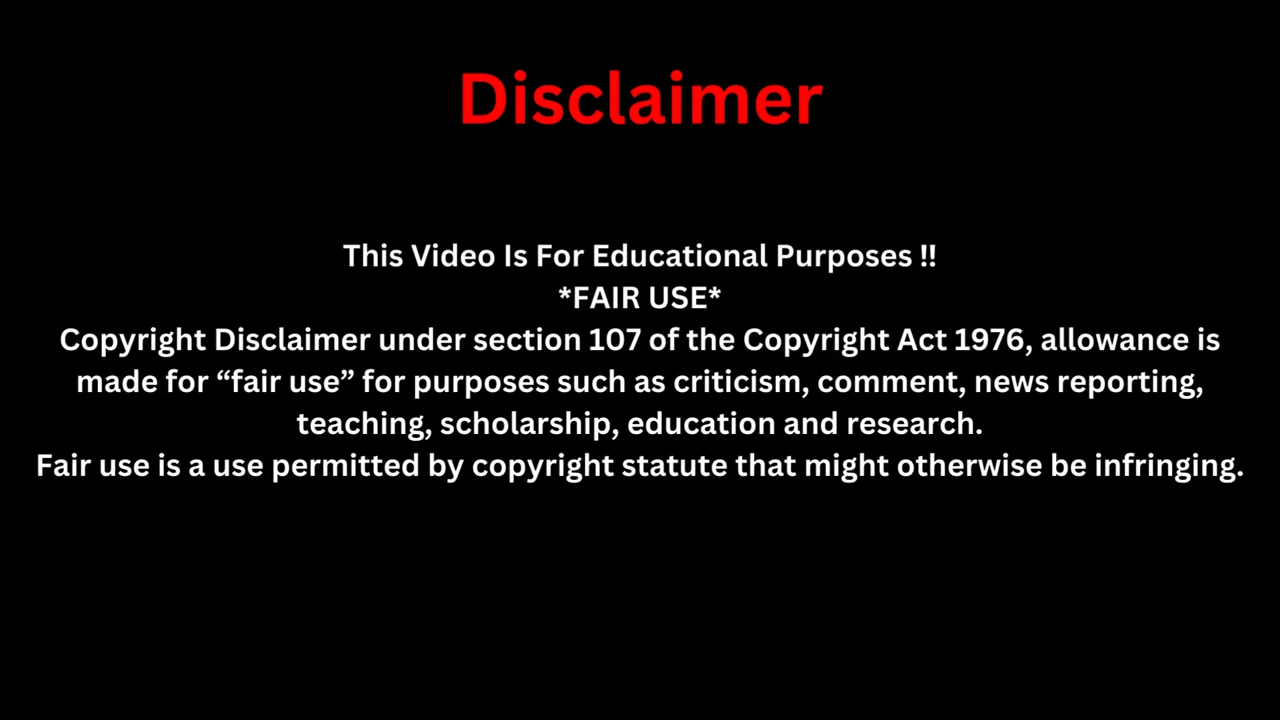 Disclaimer
This Video Is For Educational Purposes !!
*FAIR USE*
Copyright Disclaimer under section 107 of the Copyright Act 1976, allowance is
made for “fair use” for purposes such as criticism, comment, news reporting,
teaching, scholarship, education and research.
Fair use is a use permitted by copyright statute that might otherwise be infringing.